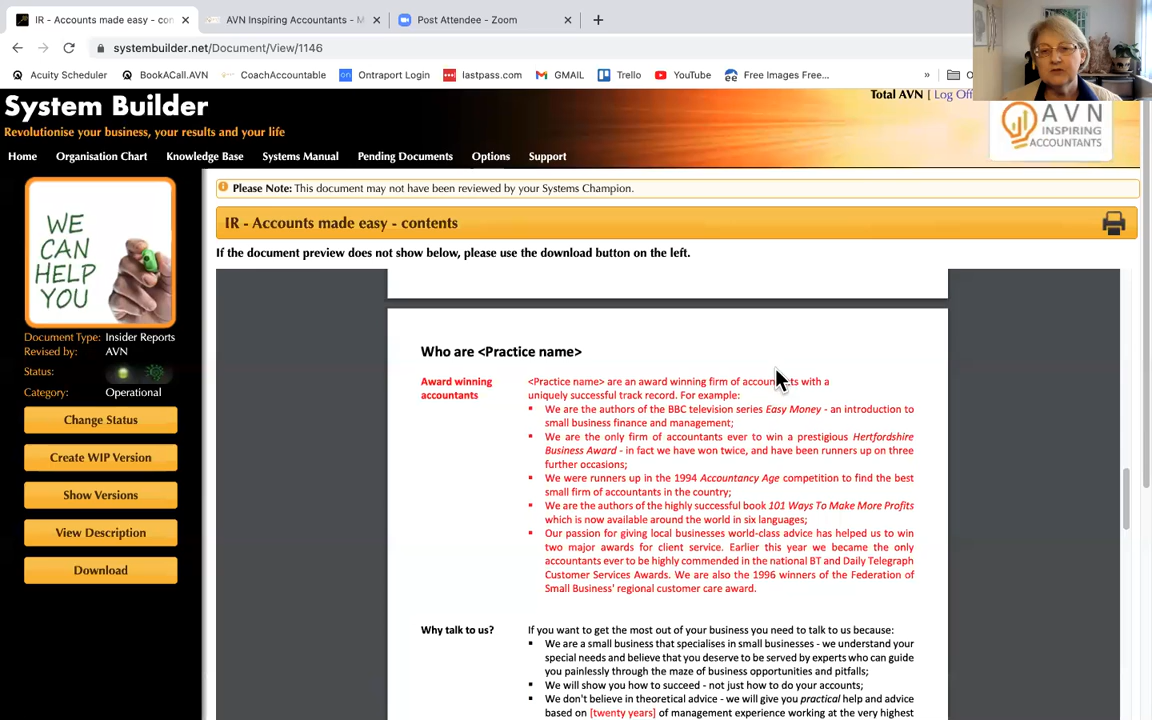 IR - Accounts made easy - con
AVN Inspiring Accountants - M
Post Attendee - Zoom
systembuilder.net/Document/View/1146
Acuity Scheduler
BookACall.AVN
CoachAccountable
Ontraport Login
lastpass.com
GMAIL
Trello
YouTube
Free Images Free...
»
System Builder
Revolutionise your business, your results and your life
Total AVN | Log Off
AVN
INSPIRING
ACCOUNTANTS
Home Organisation Chart Knowledge Base Systems Manual Pending Documents Options Support
WE
CAN
HELP
YOU
Document Type: Insider Reports
Revised by: AVN
Status:
Category: Operational
Change Status
Create WIP Version
Show Versions
View Description
Download
Please Note: This document may not have been reviewed by your Systems Champion.
IR - Accounts made easy - contents
If the document preview does not show below, please use the download button on the left.
Who are <Practice name>
Award winning
accountants
<Practice name> are an award winning firm of accountants with a
uniquely successful track record. For example:
▪ We are the authors of the BBC television series Easy Money - an introduction to
small business finance and management;
▪ We are the only firm of accountants ever to win a prestigious Hertfordshire
Business Award - in fact we have won twice, and have been runners up on three
further occasions;
▪ We were runners up in the 1994 Accountancy Age competition to find the best
small firm of accountants in the country;
▪ We are the authors of the highly successful book 101 Ways To Make More Profits
which is now available around the world in six languages;
▪ Our passion for giving local businesses world-class advice has helped us to win
two major awards for client service. Earlier this year we became the only
accountants ever to be highly commended in the national BT and Daily Telegraph
Customer Services Awards. We are also the 1996 winners of the Federation of
Small Business' regional customer care award.
Why talk to us?
If you want to get the most out of your business you need to talk to us because:
▪ We are a small business that specialises in small businesses - we understand your
special needs and believe that you deserve to be served by experts who can guide
you painlessly through the maze of business opportunities and pitfalls;
▪ We will show you how to succeed - not just how to do your accounts;
▪ We don't believe in theoretical advice - we will give you practical help and advice
based on [twenty years] of management experience working at the very highest